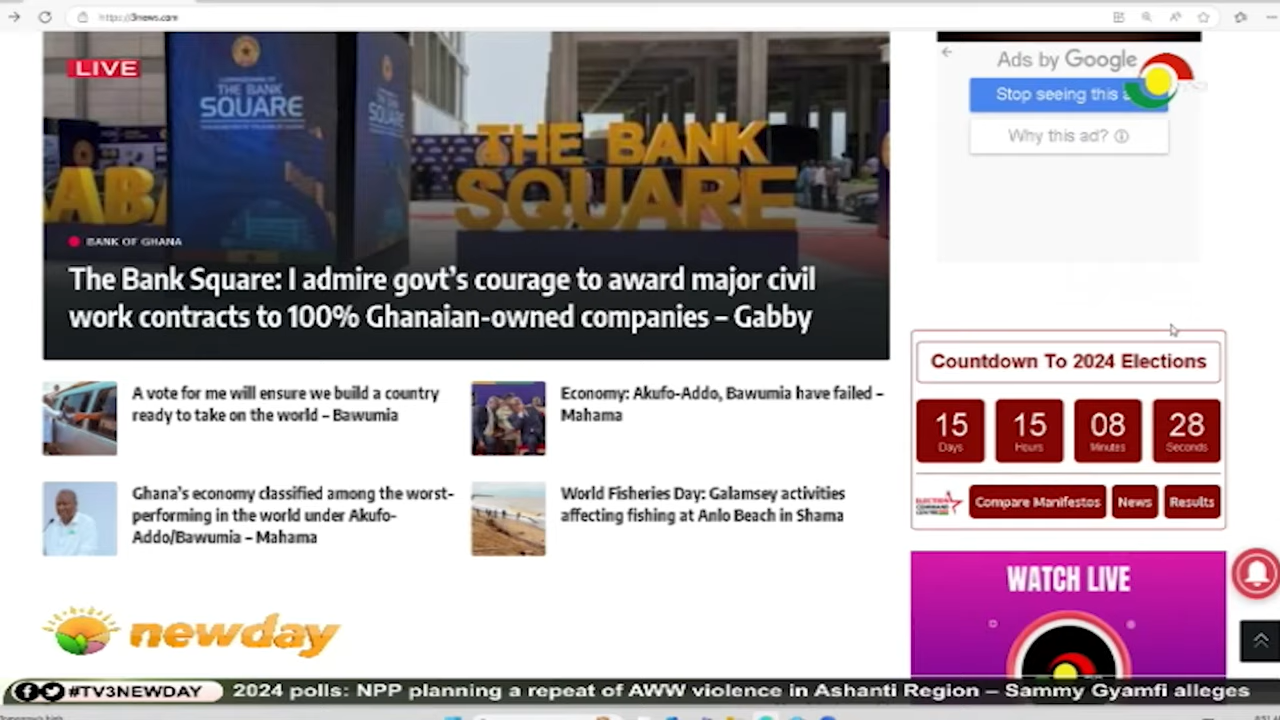 https://3news.com
LIVE
THE BANK
SQUARE
THE BANK
SQUARE
BANK OF GHANA
The Bank Square: I admire govt's courage to award major civil
work contracts to 100% Ghanaian-owned companies – Gabby
A vote for me will ensure we build a country
ready to take on the world – Bawumia
Economy: Akufo-Addo, Bawumia have failed –
Mahama
Ghana's economy classified among the worst-
performing in the world under Akufo-
Addo/Bawumia – Mahama
World Fisheries Day: Galamsey activities
affecting fishing at Anlo Beach in Shama
Ads by Google
Stop seeing this
Why this ad?
Countdown To 2024 Elections
15 15 08 28
Days Hours Minutes Seconds
ELECTION
COMMAND
CENTRE
Compare Manifestos News Results
WATCH LIVE
newday
#TV3NEWDAY 2024 polls: NPP planning a repeat of AWW violence in Ashanti Region – Sammy Gyamfi alleges